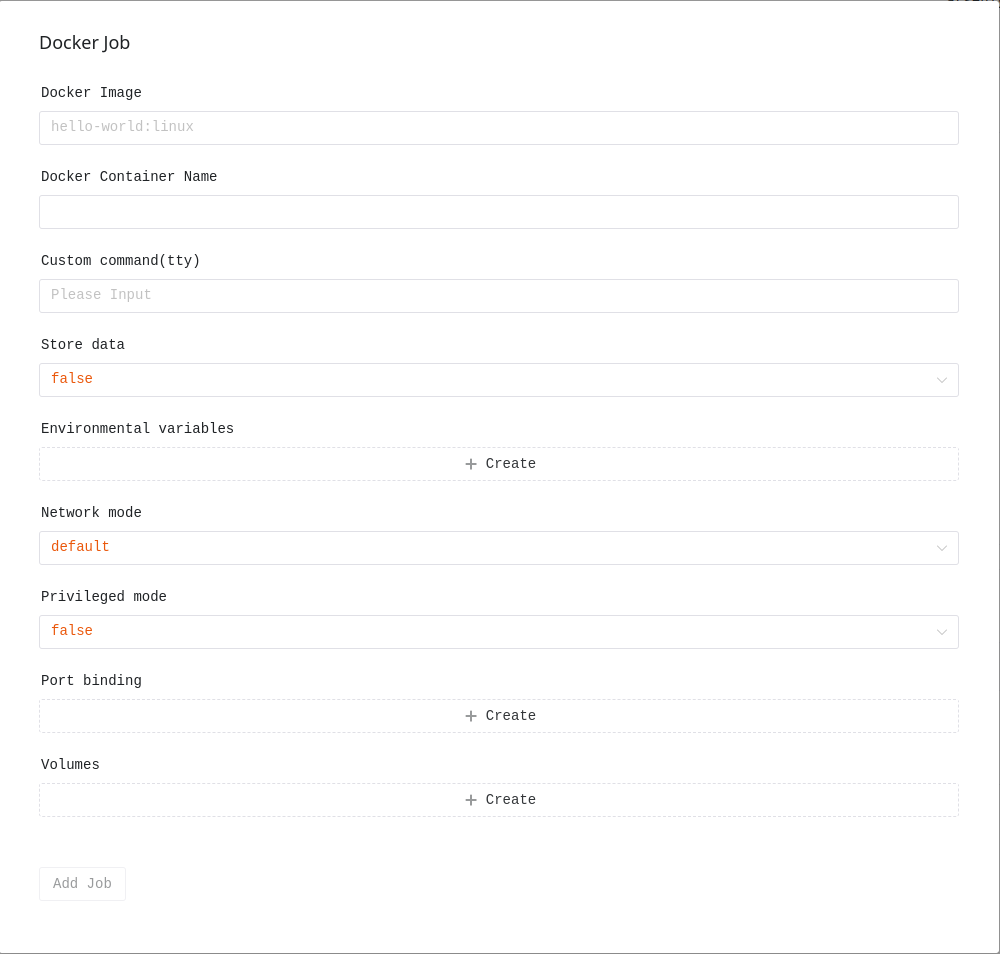 Docker Job
Docker Image
hello-world:linux
Docker Container Name
Custom command(tty)
Please Input
Store data
false
Environmental variables
Create
Network mode
default
Privileged mode
false
Port binding
Create
Volumes
Create
Add Job